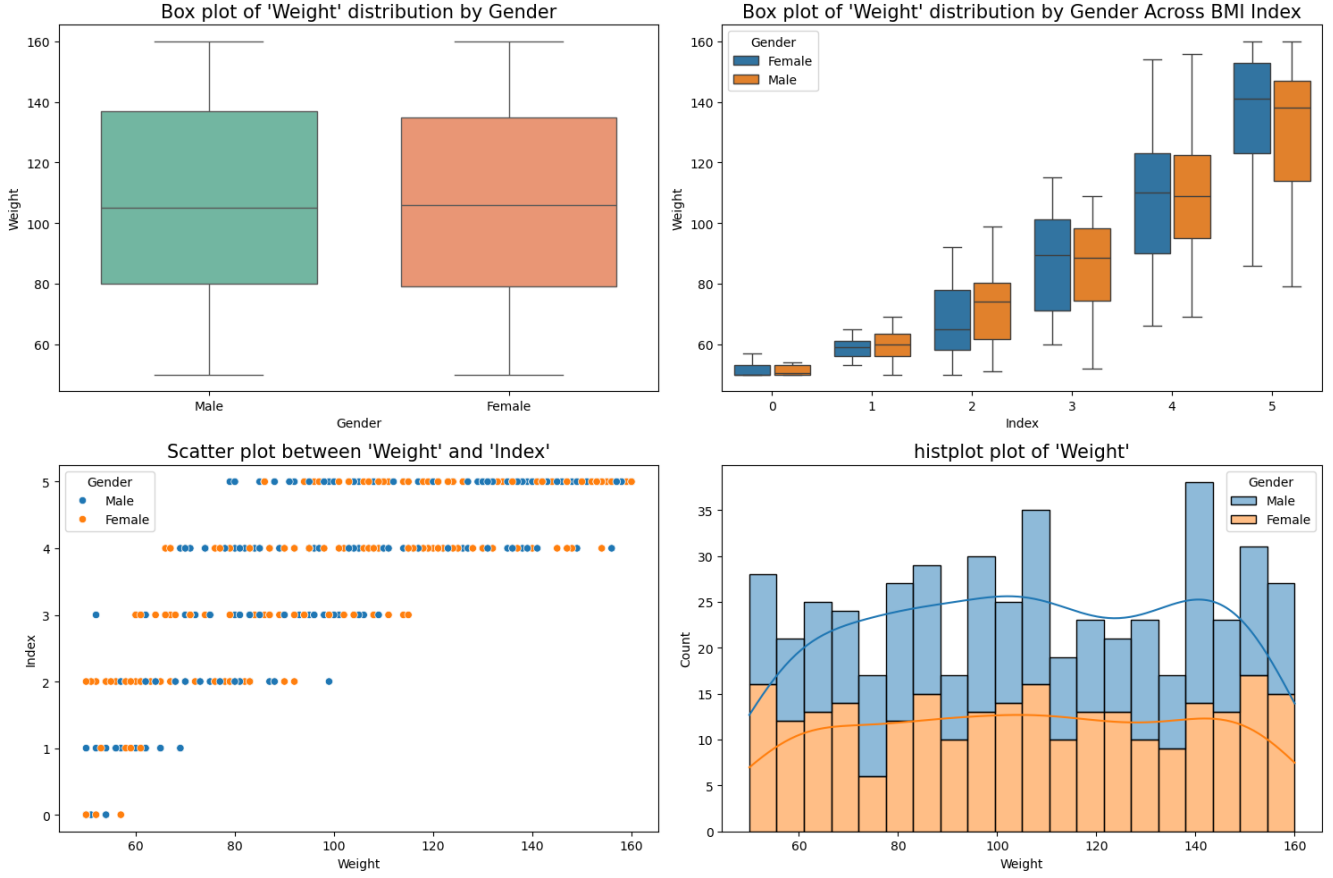 Box plot of 'Weight' distribution by Gender
160
140
120
100
80
60
Weight
Male
Female
Gender
Box plot of 'Weight' distribution by Gender Across BMI Index
Gender
Female
Male
160
140
120
100
80
60
Weight
0
1
2
3
4
5
Index
Scatter plot between 'Weight' and 'Index'
Gender
Male
Female
5
4
3
2
1
0
Index
60
80
100
120
140
160
Weight
histplot plot of 'Weight'
Gender
Male
Female
35
30
25
20
15
10
5
0
Count
60
80
100
120
140
160
Weight